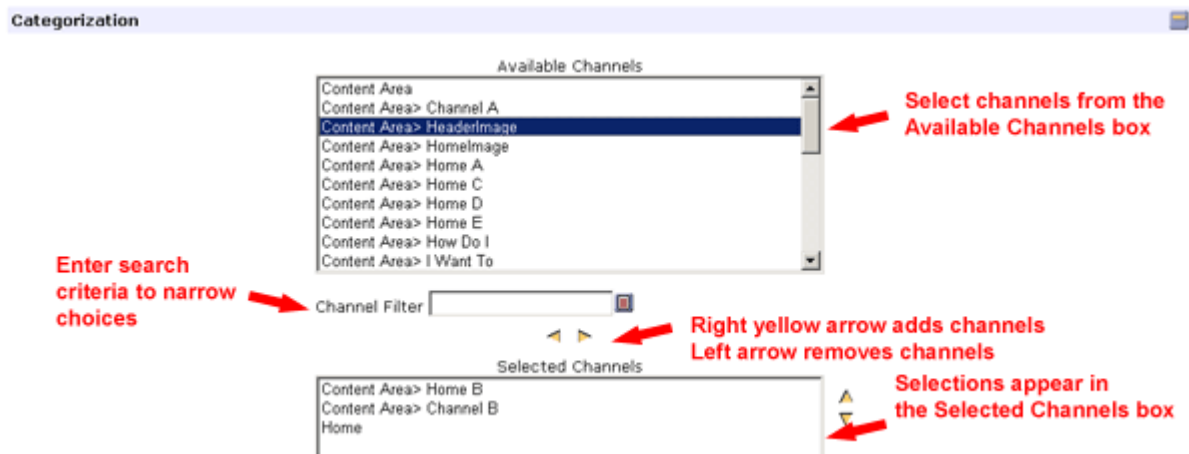 Categorization
Available Channels
Content Area
Content Area> Channel A
Content Area> HeaderImage
Content Area> HomeImage
Content Area> Home A
Content Area> Home C
Content Area> Home D
Content Area> Home E
Content Area> How Do I
Content Area> I Want To
Select channels from the
Available Channels box
Enter search
criteria to narrow
choices
Channel Filter
Right yellow arrow adds channels
Left arrow removes channels
Selected Channels
Content Area> Home B
Content Area> Channel B
Home
Selections appear in
the Selected Channels box